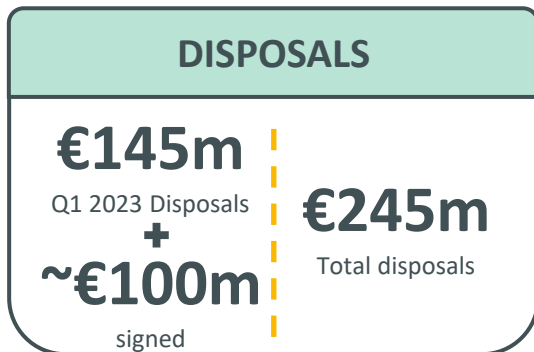 DISPOSALS
€145m
Q1 2023 Disposals
+
~€100m
signed
€245m
Total disposals